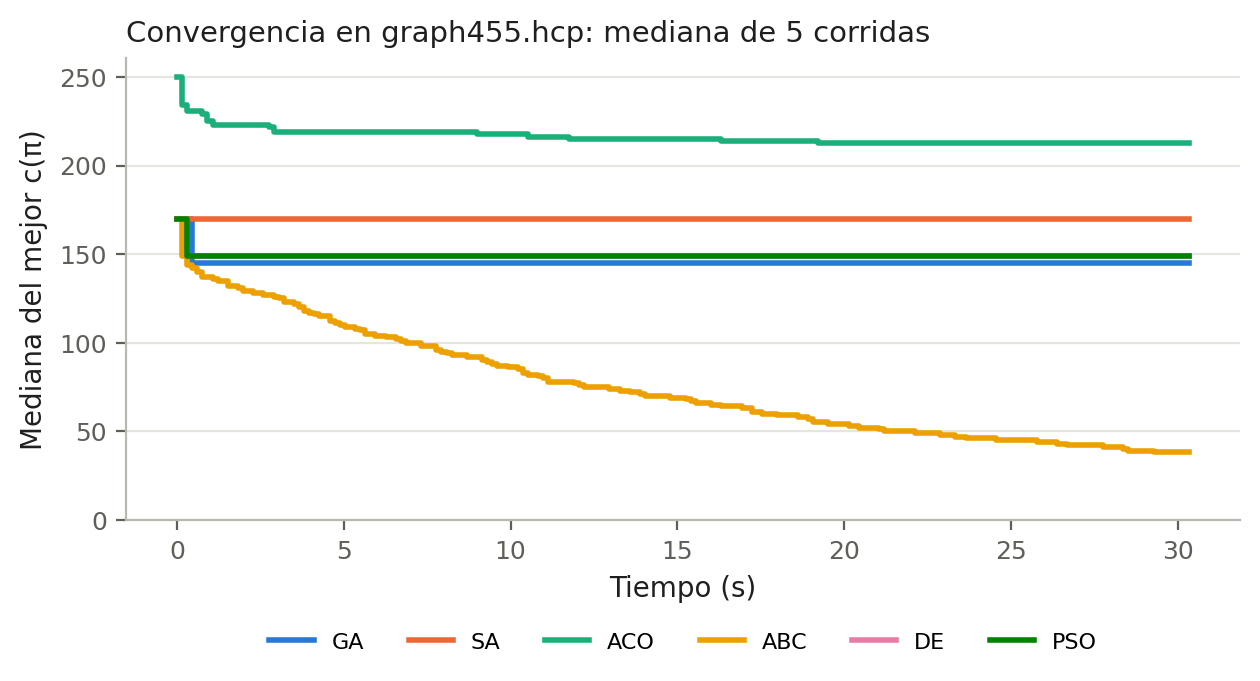 Convergencia en graph455.hcp: mediana de 5 corridas
Mediana del mejor c(π)
250
200
150
100
50
0
0 5 10 15 20 25 30
Tiempo (s)
GA SA ACO ABC DE PSO